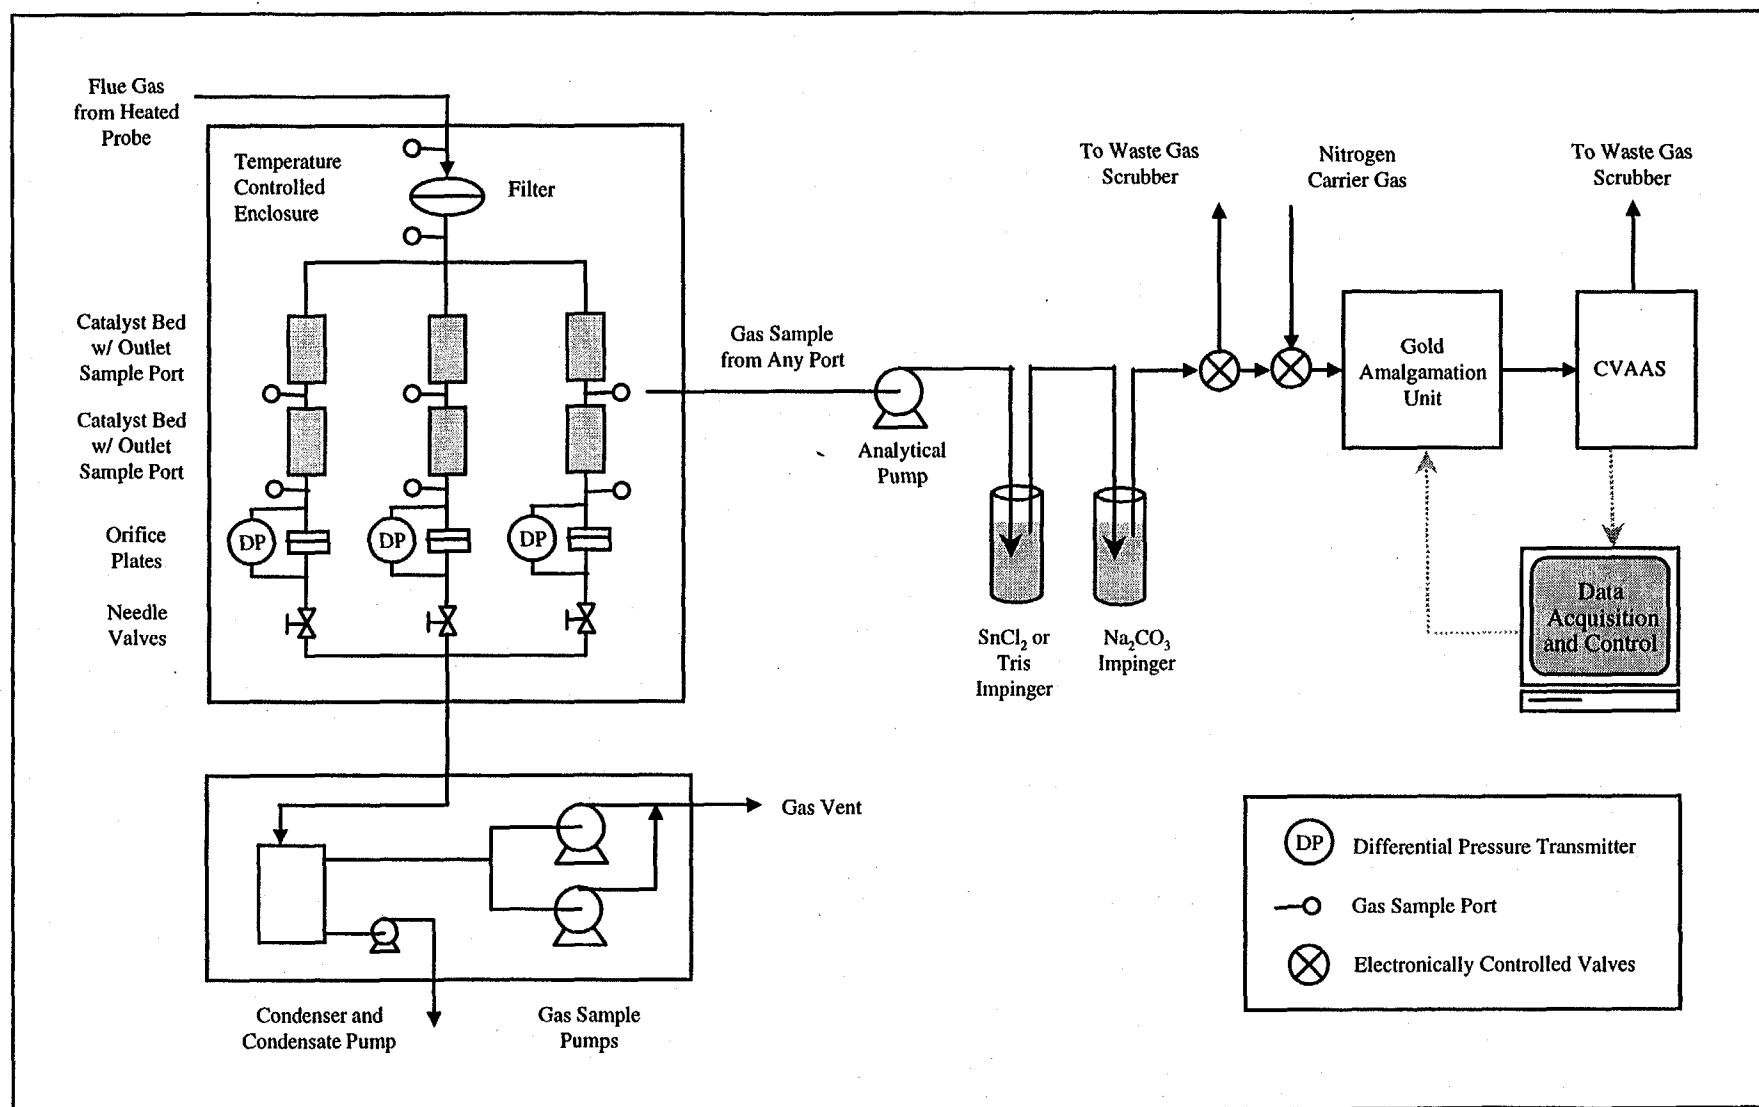 Flue Gas
from Heated
Probe
Temperature
Controlled
Enclosure
Filter
Catalyst Bed
w/ Outlet
Sample Port
Catalyst Bed
w/ Outlet
Sample Port
Orifice
Plates
DP
DP
DP
Needle
Valves
Gas Sample
from Any Port
Analytical
Pump
SnCl₂ or
Tris
Impinger
Na₂CO₃
Impinger
To Waste Gas
Scrubber
Nitrogen
Carrier Gas
To Waste Gas
Scrubber
Gold
Amalgamation
Unit
CVAAS
Data
Acquisition
and Control
Gas Vent
Condenser and
Condensate Pump
Gas Sample
Pumps
DP
Differential Pressure Transmitter
Gas Sample Port
Electronically Controlled Valves